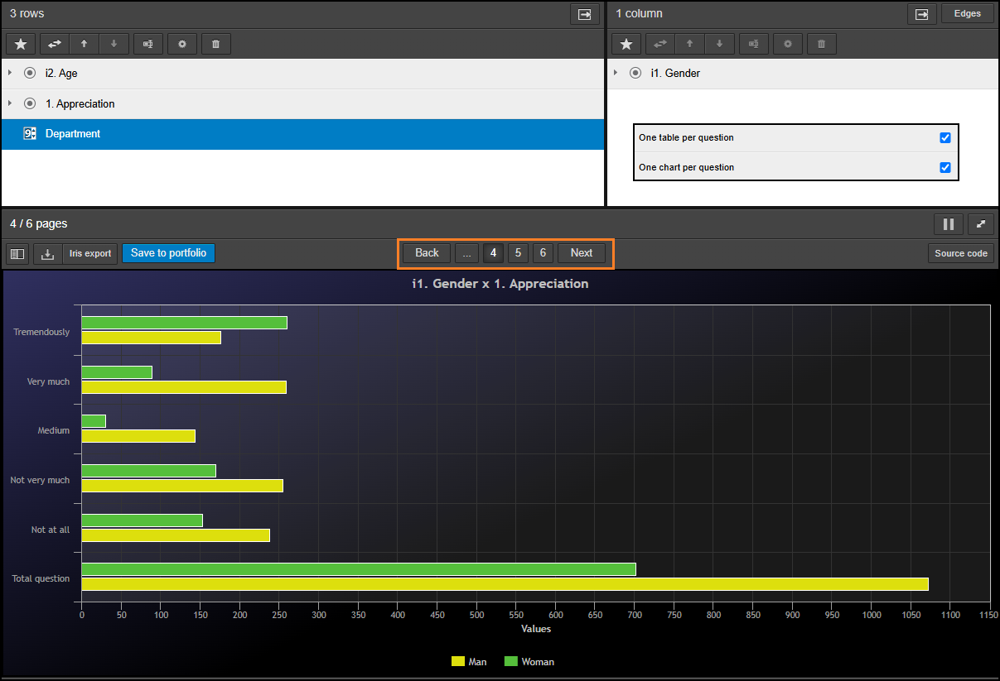 3 rows
1 column
Edges
i2. Age
1. Appreciation
Department
i1. Gender
One table per question
One chart per question
4 / 6 pages
Iris export
Save to portfolio
Back
...
4
5
6
Next
Source code
i1. Gender x 1. Appreciation
Tremendously
Very much
Medium
Not very much
Not at all
Total question
0 50 100 150 200 250 300 350 400 450 500 550 600 650 700 750 800 850 900 950 1000 1050 1100 1150
Values
Man
Woman